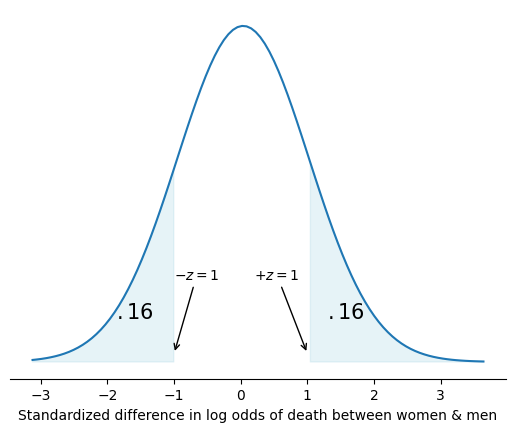 −z = 1
+z = 1
.16
.16
−3 −2 −1 0 1 2 3
Standardized difference in log odds of death between women & men